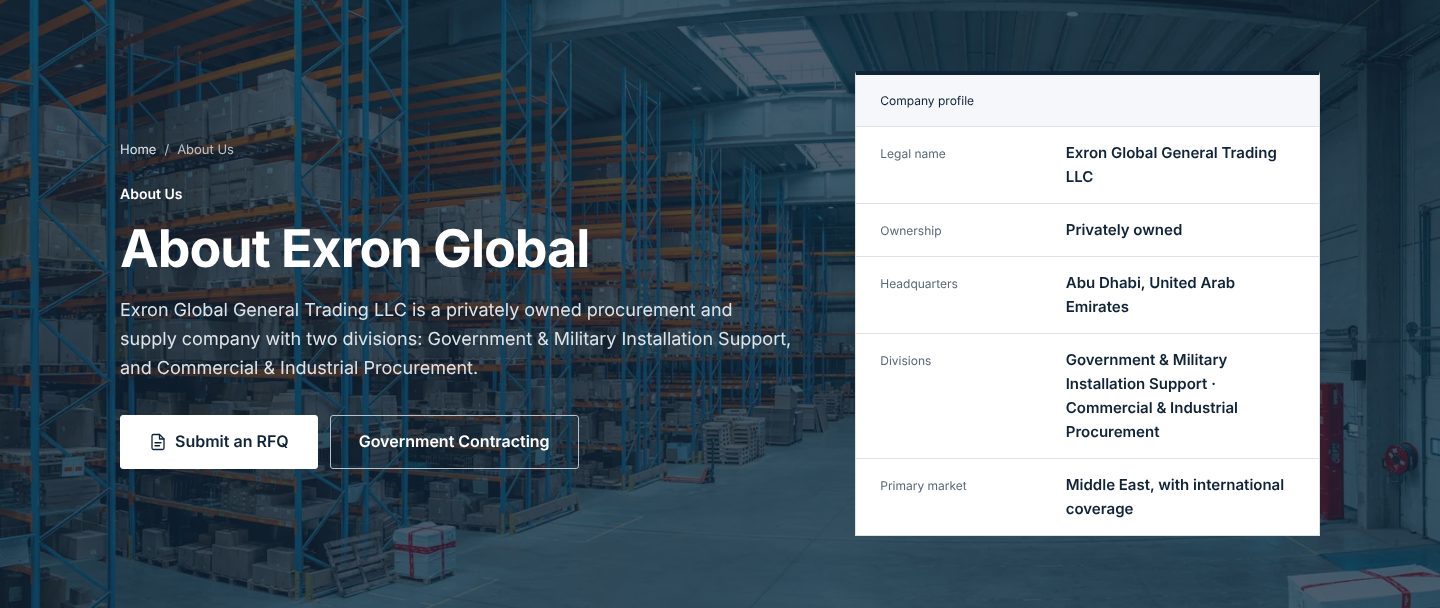 Home / About Us
About Us
About Exron Global
Exron Global General Trading LLC is a privately owned procurement and
supply company with two divisions: Government & Military Installation Support,
and Commercial & Industrial Procurement.
Submit an RFQ
Government Contracting
Company profile
Legal name
Exron Global General Trading
LLC
Ownership
Privately owned
Headquarters
Abu Dhabi, United Arab
Emirates
Divisions
Government & Military
Installation Support ·
Commercial & Industrial
Procurement
Primary market
Middle East, with international
coverage